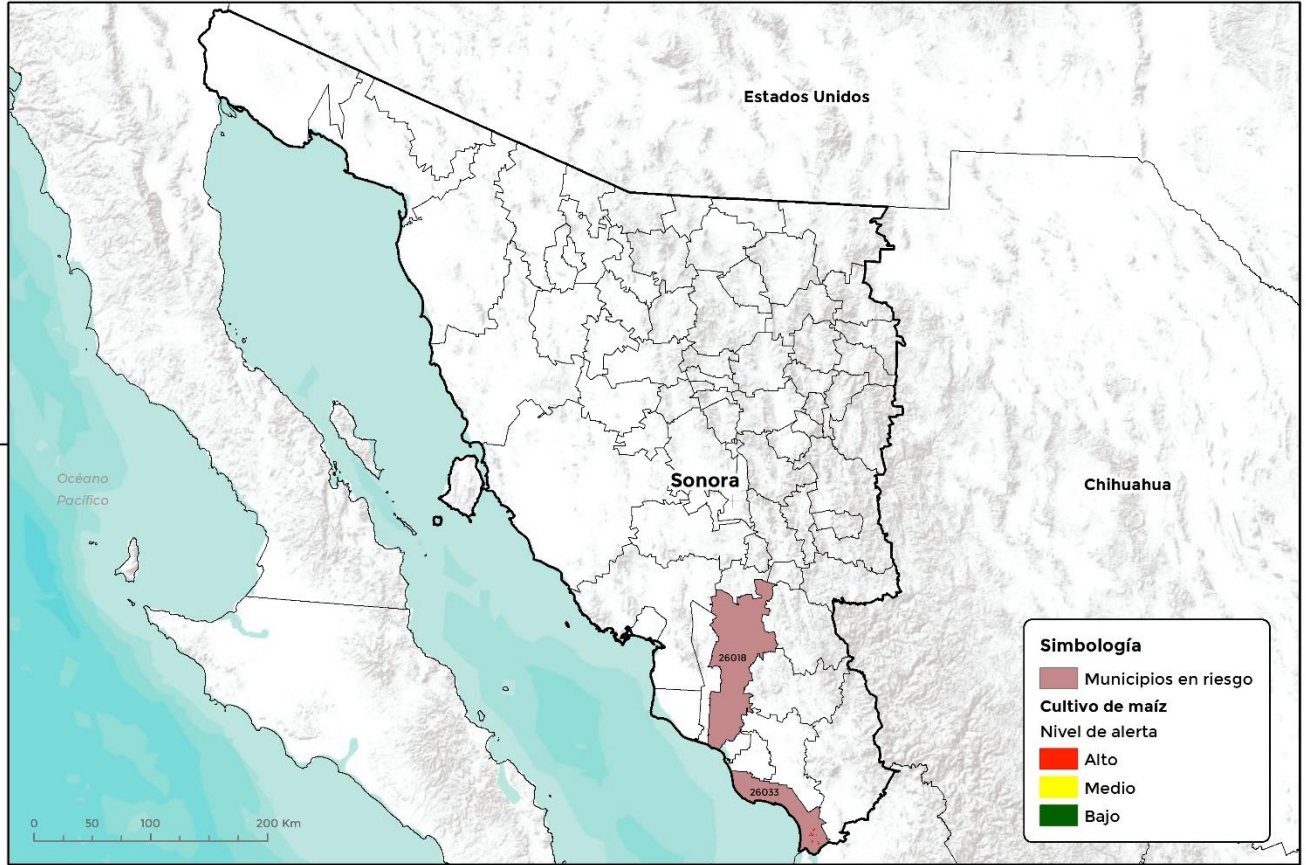 Estados Unidos
Océano
Pacífico
Sonora
Chihuahua
26018
26033
0 50 100 200 Km
Simbología
Municipios en riesgo
Cultivo de maíz
Nivel de alerta
Alto
Medio
Bajo